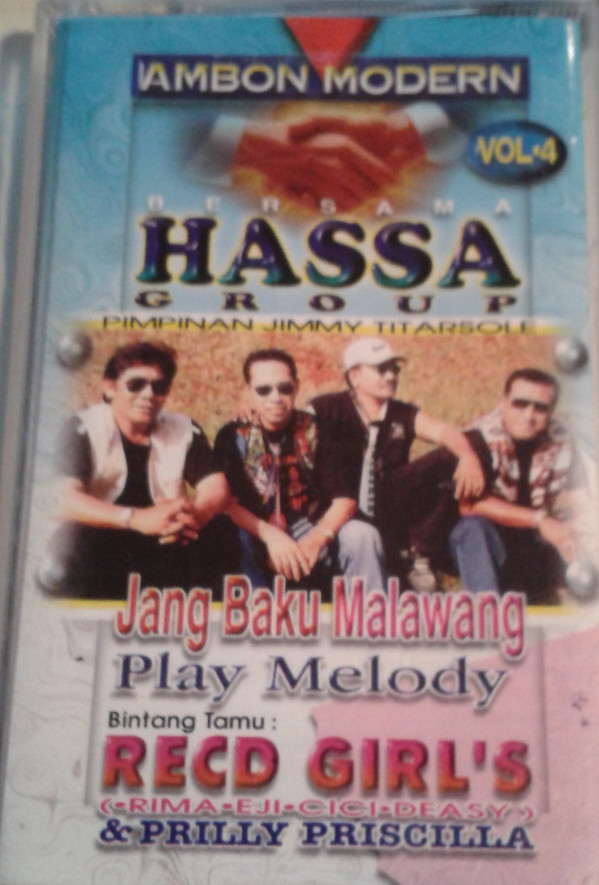 AMBON MODERN
VOL•4
BERSAMA
HASSA
GROUP
PIMPINAN JIMMY TITARSOLE
Jang Baku Malawang
Play Melody
Bintang Tamu :
RECD GIRL'S
(•RIMA•EJI•CICI•DEASY•)
& PRILLY PRISCILLA